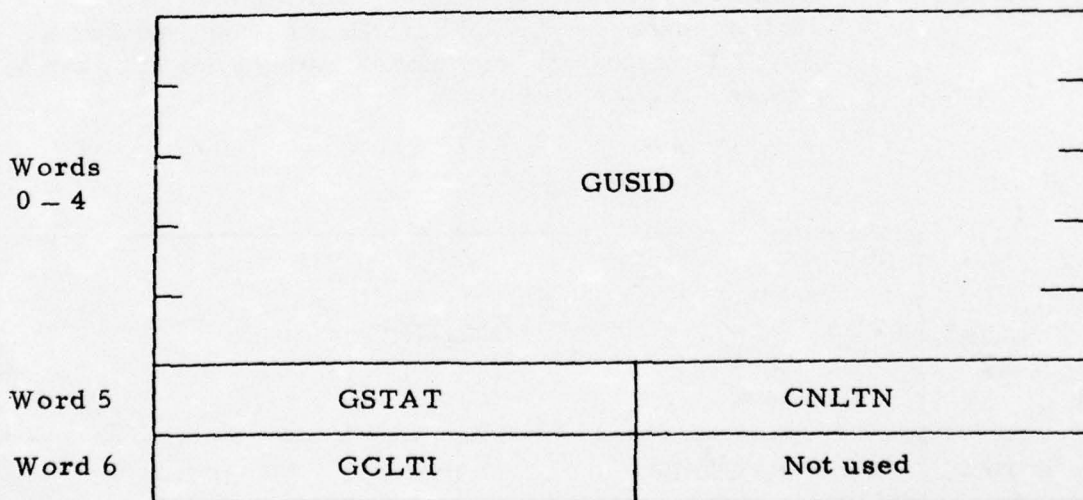 Words
0 – 4
GUSID
Word 5
GSTAT
CNLTN
Word 6
GCLTI
Not used